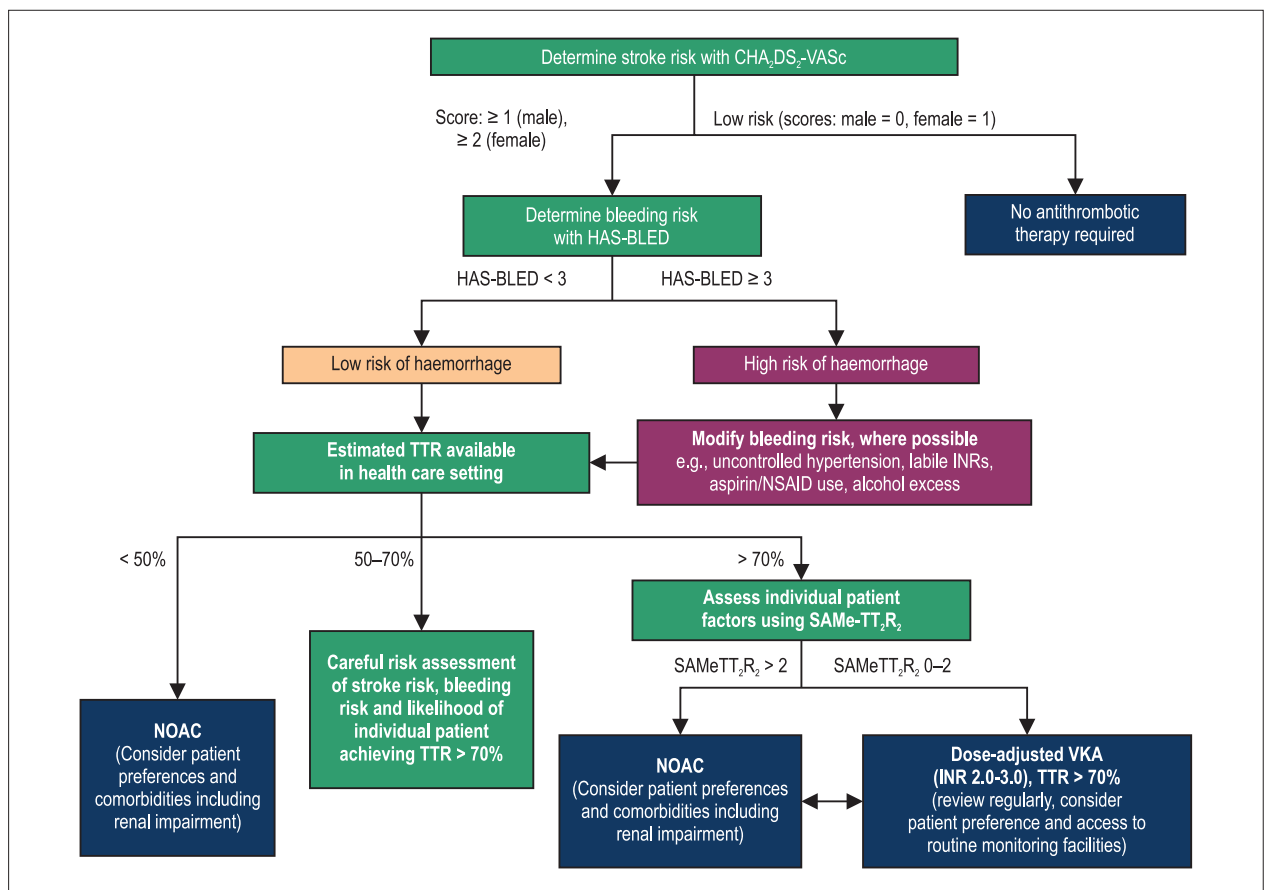 Determine stroke risk with CHA₂DS₂-VASc
Score: ≥ 1 (male),
≥ 2 (female)
Low risk (scores: male = 0, female = 1)
Determine bleeding risk
with HAS-BLED
No antithrombotic
therapy required
HAS-BLED < 3
HAS-BLED ≥ 3
Low risk of haemorrhage
High risk of haemorrhage
Estimated TTR available
in health care setting
Modify bleeding risk, where possible
e.g., uncontrolled hypertension, labile INRs,
aspirin/NSAID use, alcohol excess
< 50%
50–70%
> 70%
Assess individual patient
factors using SAMe-TT₂R₂
Careful risk assessment
of stroke risk, bleeding
risk and likelihood of
individual patient
achieving TTR > 70%
SAMeTT₂R₂ > 2
SAMeTT₂R₂ 0–2
NOAC
(Consider patient
preferences and
comorbidities including
renal impairment)
NOAC
(Consider patient preferences
and comorbidities including
renal impairment)
Dose-adjusted VKA
(INR 2.0-3.0), TTR > 70%
(review regularly, consider
patient preference and access to
routine monitoring facilities)